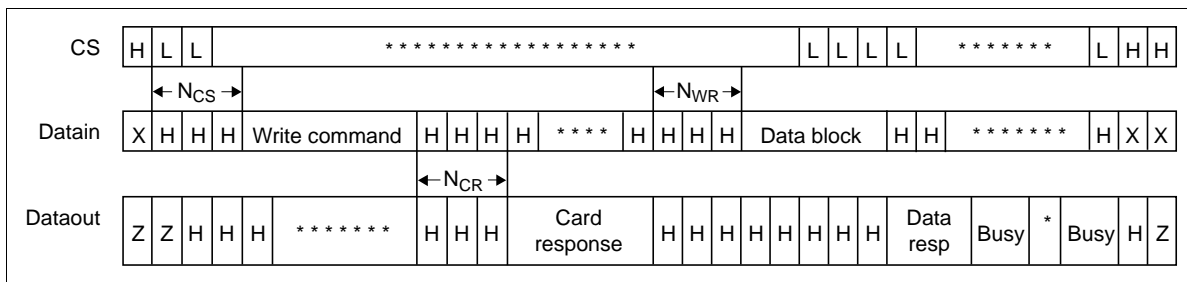 CS H L L * * * * * * * * * * * * * * * * * * L L L L * * * * * * * L H H
N_CS N_WR
Datain X H H H Write command H H H H * * * * H H H H Data block H H * * * * * * * H X X
N_CR
Dataout Z Z H H H * * * * * * * H H H Card response H H H H H H H H Data resp Busy * Busy H Z